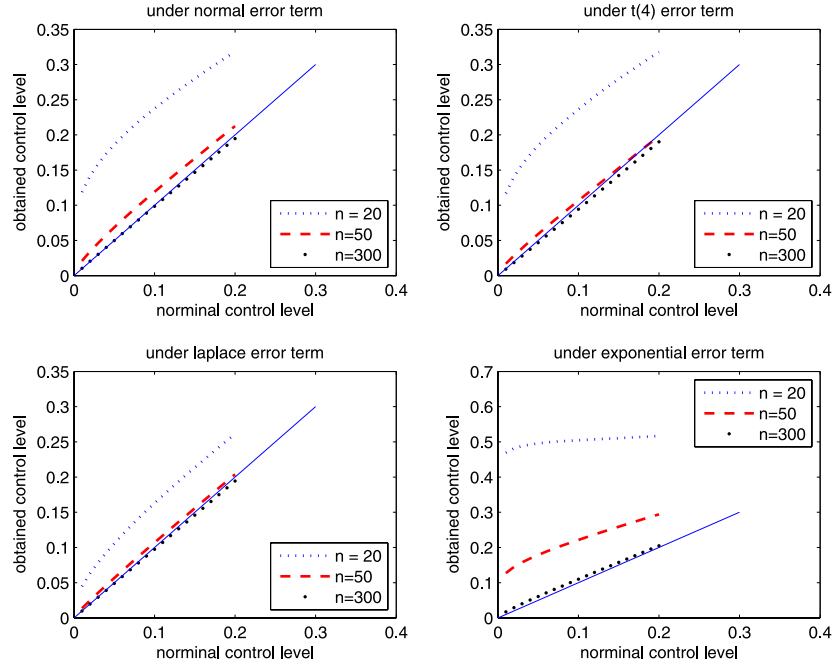 under normal error term
0.35
0.3
0.25
0.2
0.15
0.1
0.05
0
obtained control level
n = 20
n=50
n=300
0
0.1
0.2
0.3
0.4
norminal control level
under t(4) error term
0.35
0.3
0.25
0.2
0.15
0.1
0.05
0
obtained control level
n = 20
n=50
n=300
0
0.1
0.2
0.3
0.4
norminal control level
under laplace error term
0.35
0.3
0.25
0.2
0.15
0.1
0.05
0
obtained control level
n = 20
n=50
n=300
0
0.1
0.2
0.3
0.4
norminal control level
under exponential error term
0.7
0.6
0.5
0.4
0.3
0.2
0.1
0
obtained control level
n = 20
n=50
n=300
0
0.1
0.2
0.3
0.4
norminal control level